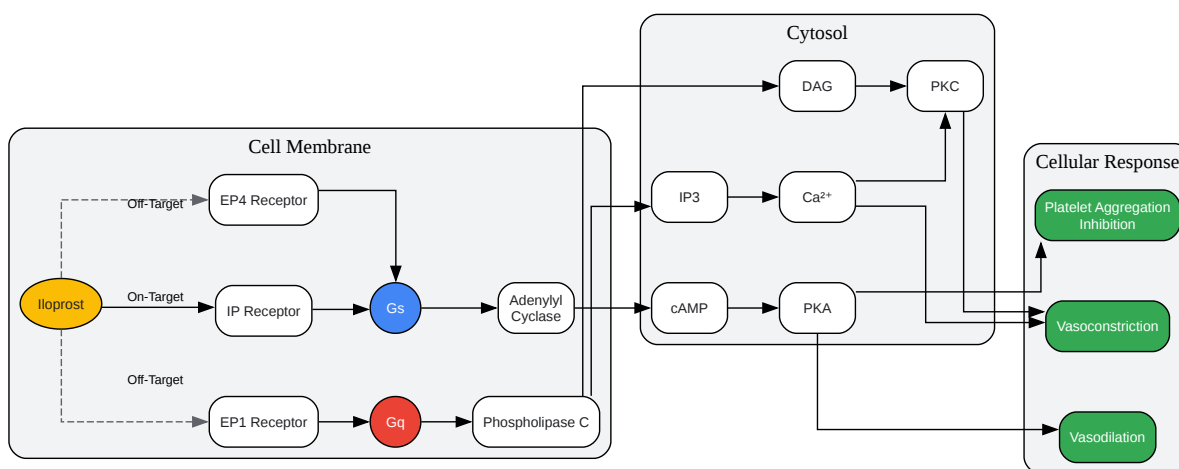 Cytosol
DAG
PKC
Cell Membrane
Cellular Response
EP4 Receptor
Off-Target
IP3
Ca²⁺
Platelet Aggregation
Inhibition
Iloprost
On-Target
IP Receptor
Gs
Adenylyl
Cyclase
cAMP
PKA
Vasoconstriction
Off-Target
EP1 Receptor
Gq
Phospholipase C
Vasodilation